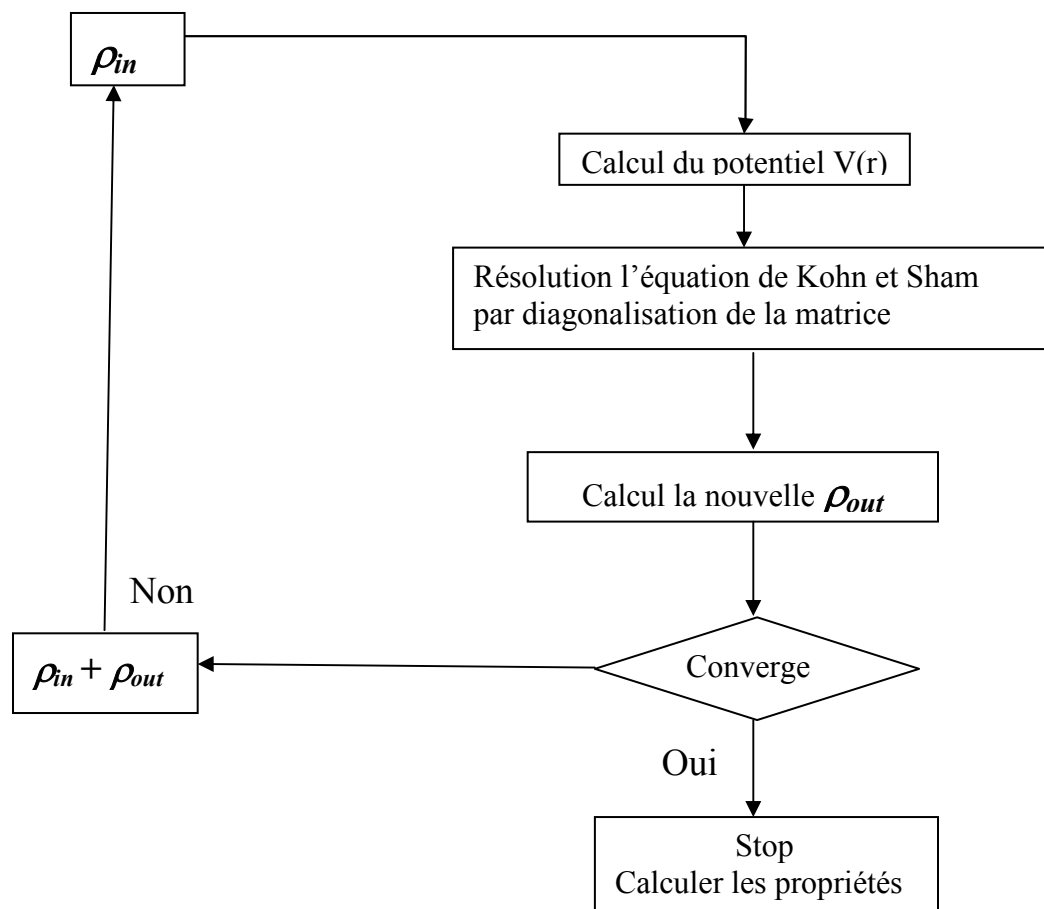 ρin
Calcul du potentiel V(r)
Résolution l’équation de Kohn et Sham
par diagonalisation de la matrice
Calcul la nouvelle ρout
Non
ρin + ρout
Converge
Oui
Stop
Calculer les propriétés